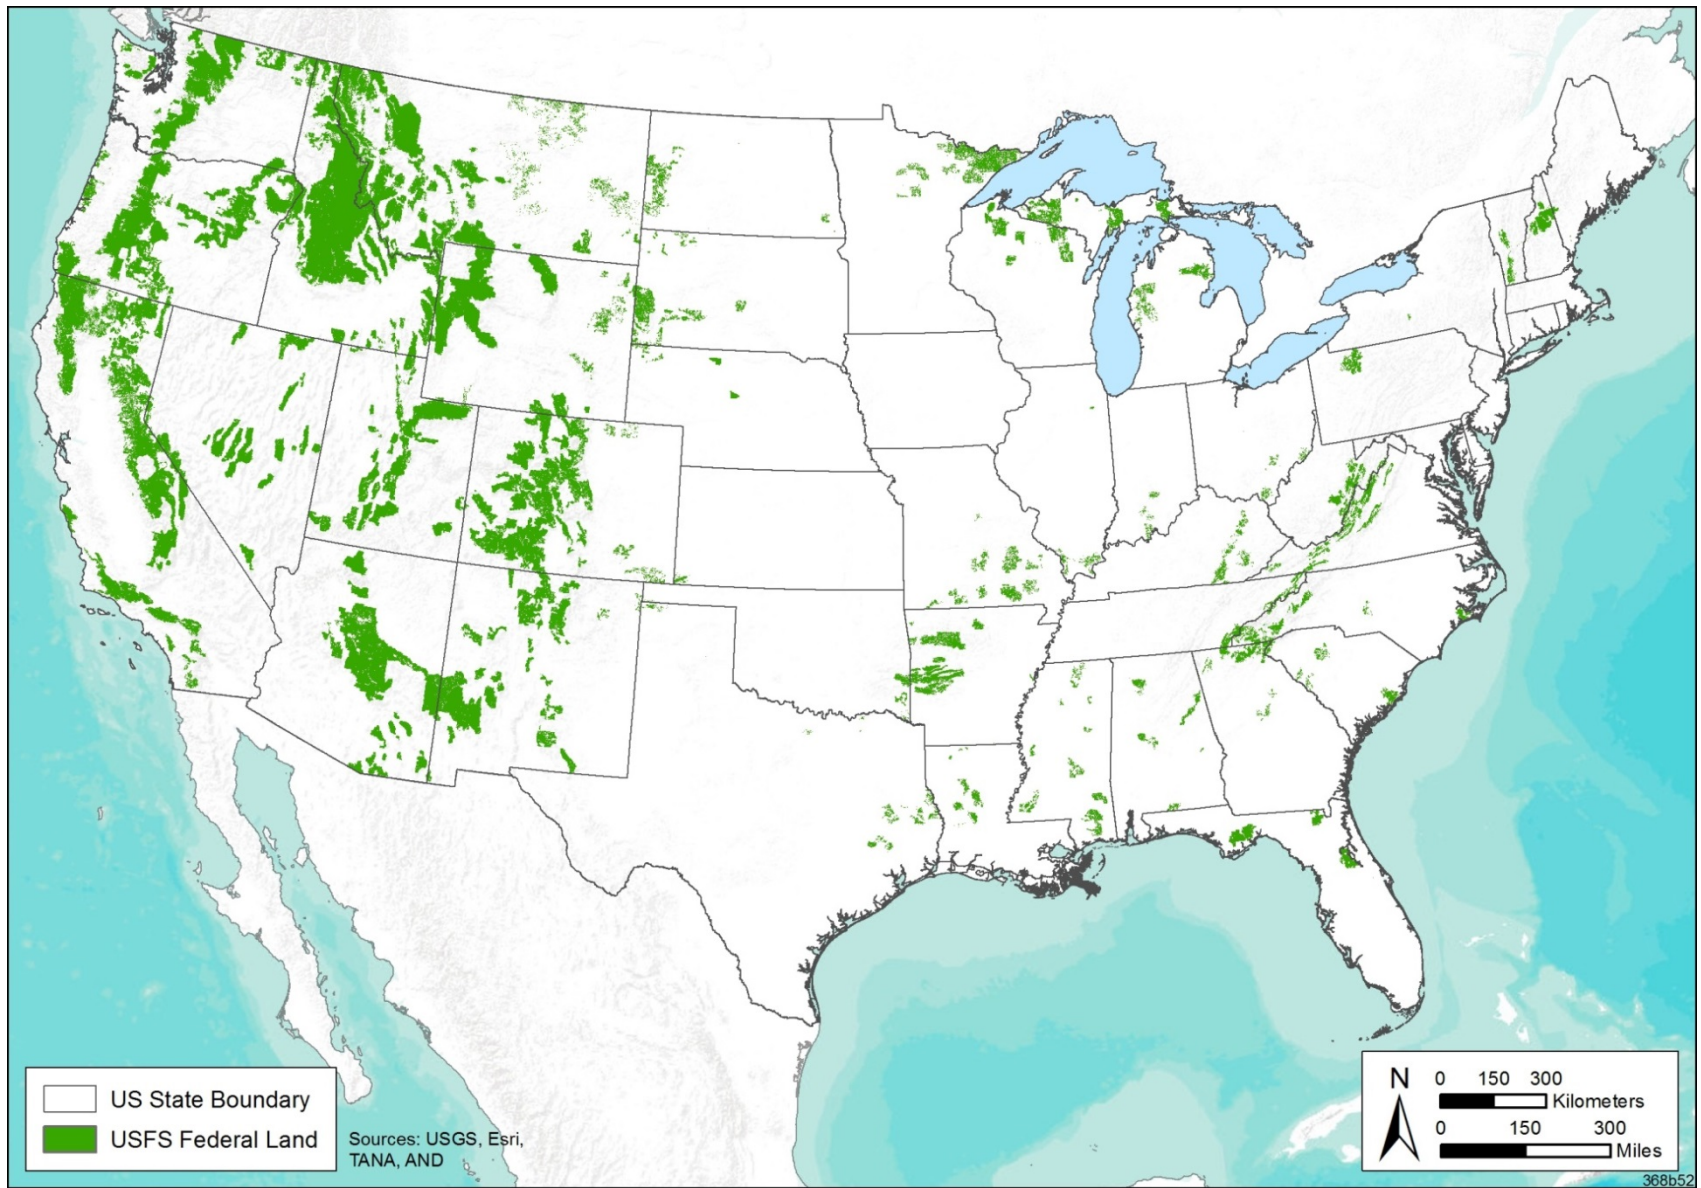 US State Boundary
USFS Federal Land
Sources: USGS, Esri,
TANA, AND
N
0 150 300
Kilometers
0 150 300
Miles
368b52